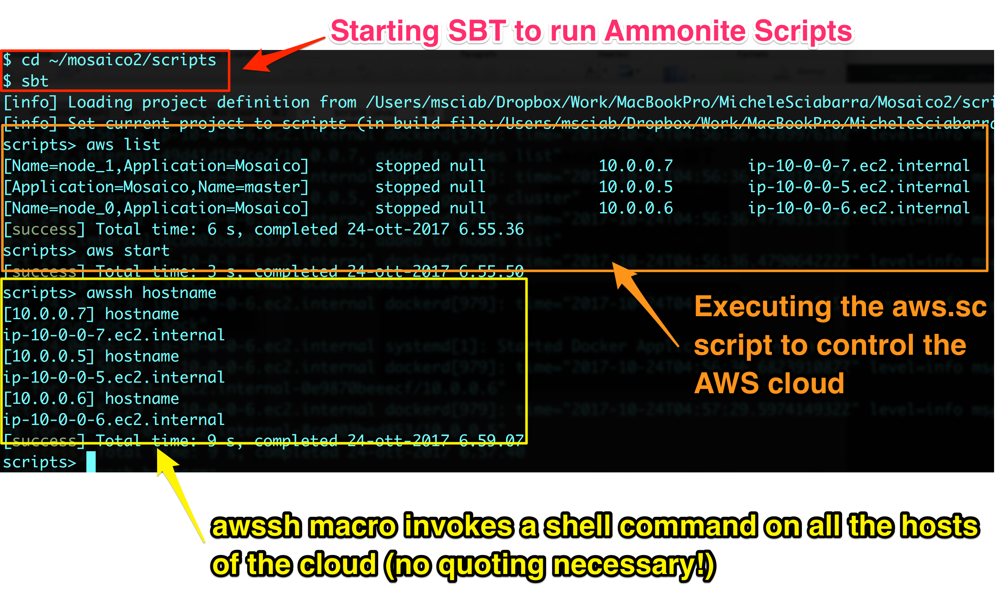 Starting SBT to run Ammonite Scripts
$ cd ~/mosaico2/scripts
$ sbt
[info] Loading project definition from /Users/msciab/Dropbox/Work/MacBookPro/MicheleSciabarra/Mosaico2/scri
[info] Set current project to scripts (in build file:/Users/msciab/Dropbox/Work/MacBookPro/MicheleSciabarra
scripts> aws list
[Name=node_1,Application=Mosaico] stopped null 10.0.0.7 ip-10-0-0-7.ec2.internal
[Application=Mosaico,Name=master] stopped null 10.0.0.5 ip-10-0-0-5.ec2.internal
[Name=node_0,Application=Mosaico] stopped null 10.0.0.6 ip-10-0-0-6.ec2.internal
[success] Total time: 6 s, completed 24-ott-2017 6.55.36
scripts> aws start
[success] Total time: 3 s, completed 24-ott-2017 6.55.50
scripts> awssh hostname
[10.0.0.7] hostname
ip-10-0-0-7.ec2.internal
[10.0.0.5] hostname
ip-10-0-0-5.ec2.internal
[10.0.0.6] hostname
ip-10-0-0-6.ec2.internal
[success] Total time: 9 s, completed 24-ott-2017 6.59.07
scripts>
Executing the aws.sc
script to control the
AWS cloud
awssh macro invokes a shell command on all the hosts
of the cloud (no quoting necessary!)